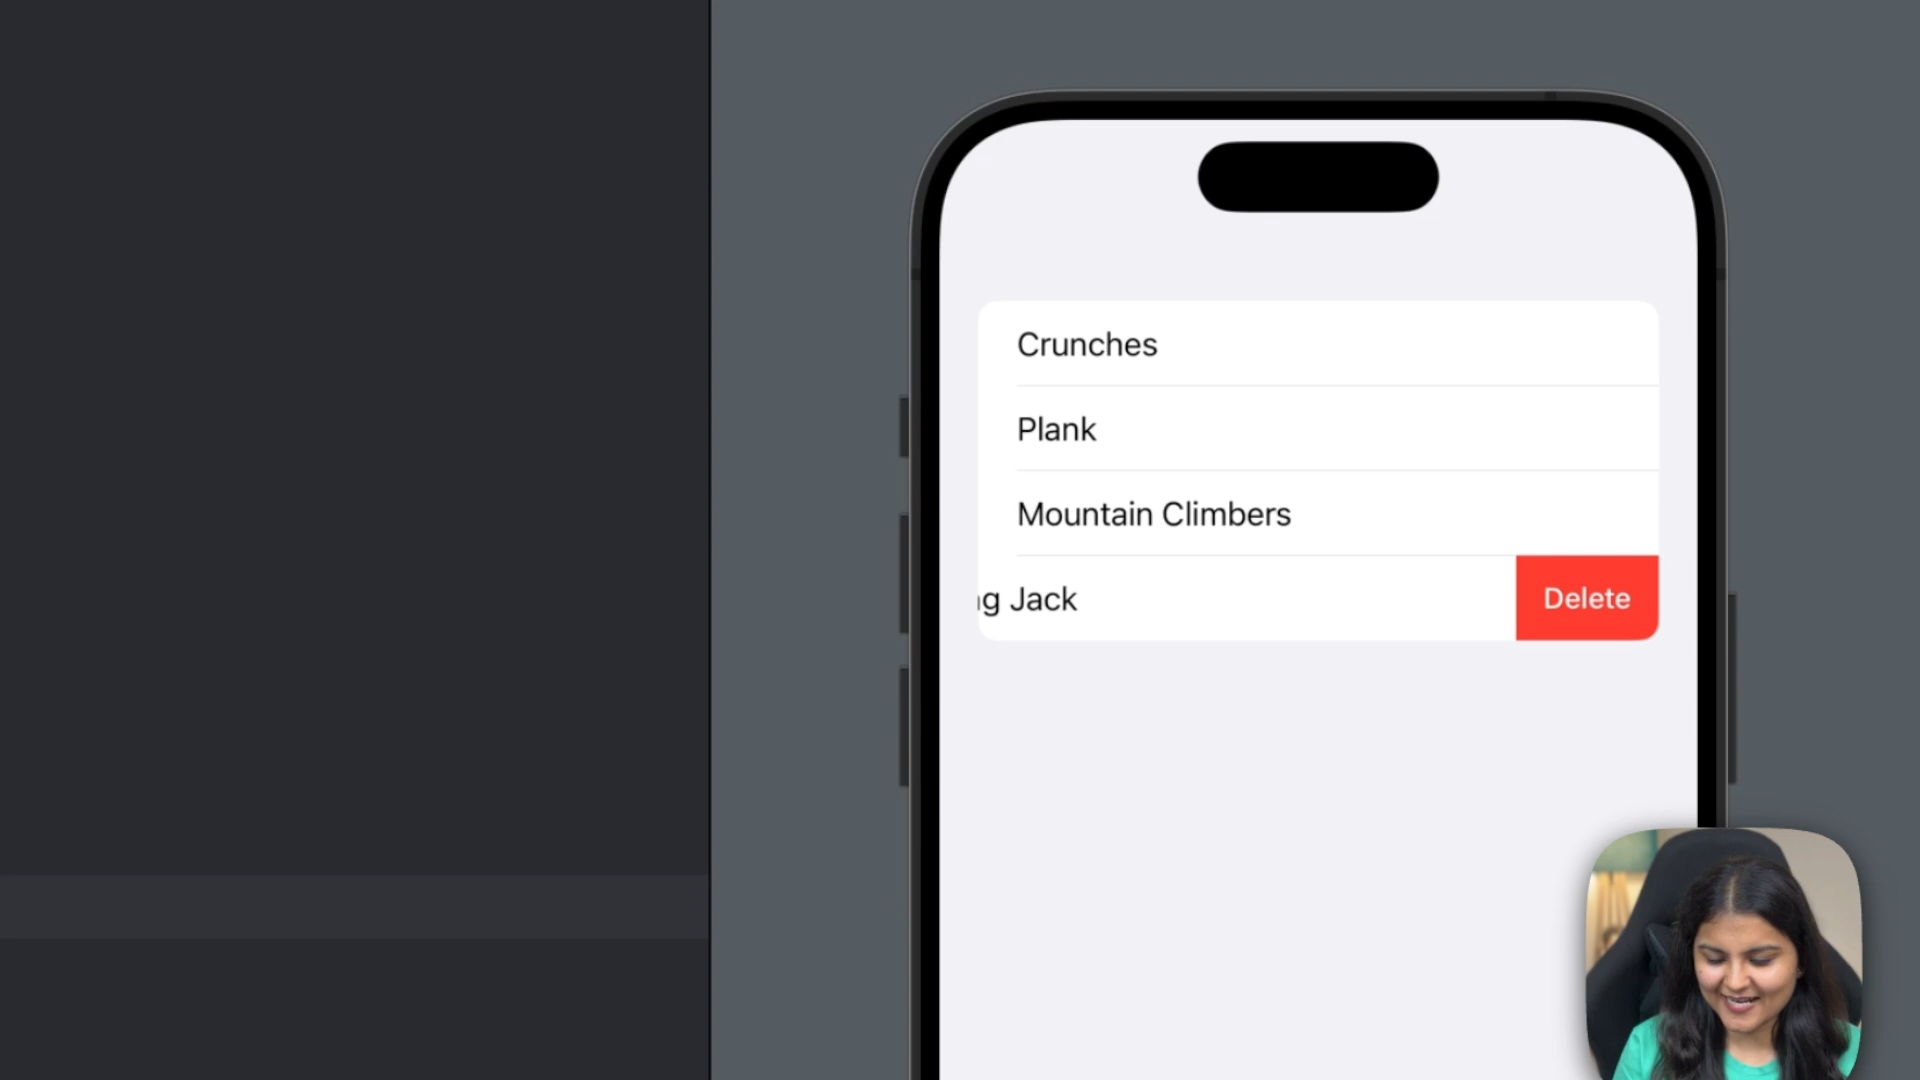 Crunches
Plank
Mountain Climbers
g Jack
Delete